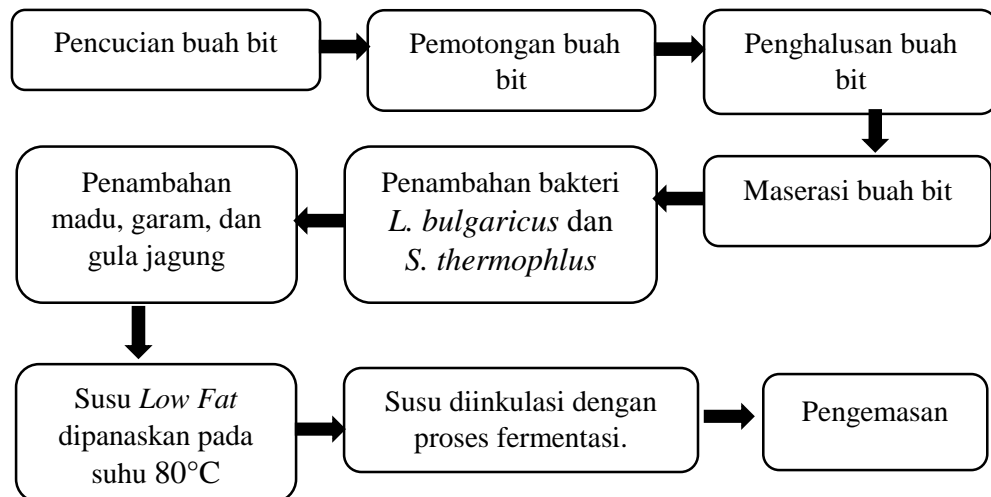 Pencucian buah bit
Pemotongan buah
bit
Penghalusan buah
bit
Maserasi buah bit
Penambahan bakteri
L. bulgaricus dan
S. thermophlus
Penambahan
madu, garam, dan
gula jagung
Susu Low Fat
dipanaskan pada
suhu 80°C
Susu diinkulasi dengan
proses fermentasi.
Pengemasan